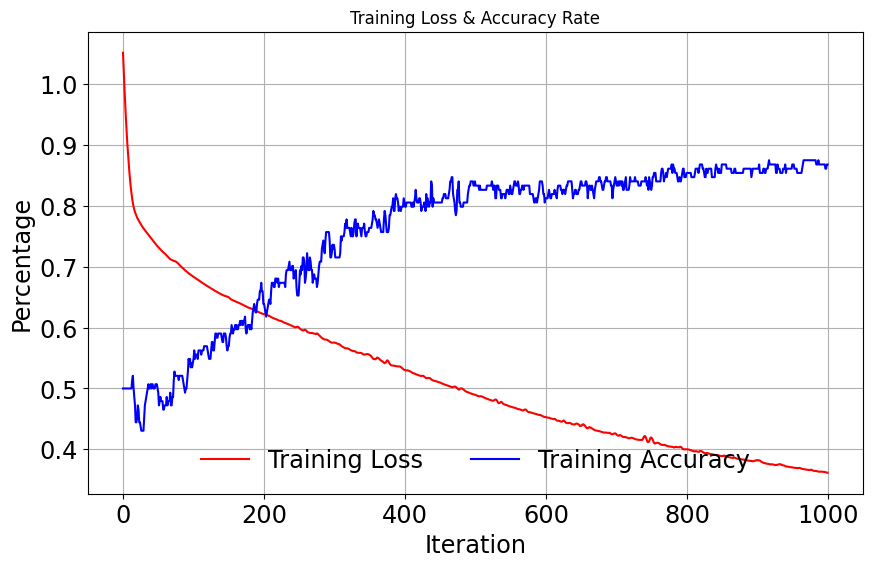 Training Loss & Accuracy Rate
1.0
0.9
0.8
0.7
0.6
0.5
0.4
Percentage
Training Loss Training Accuracy
0 200 400 600 800 1000
Iteration